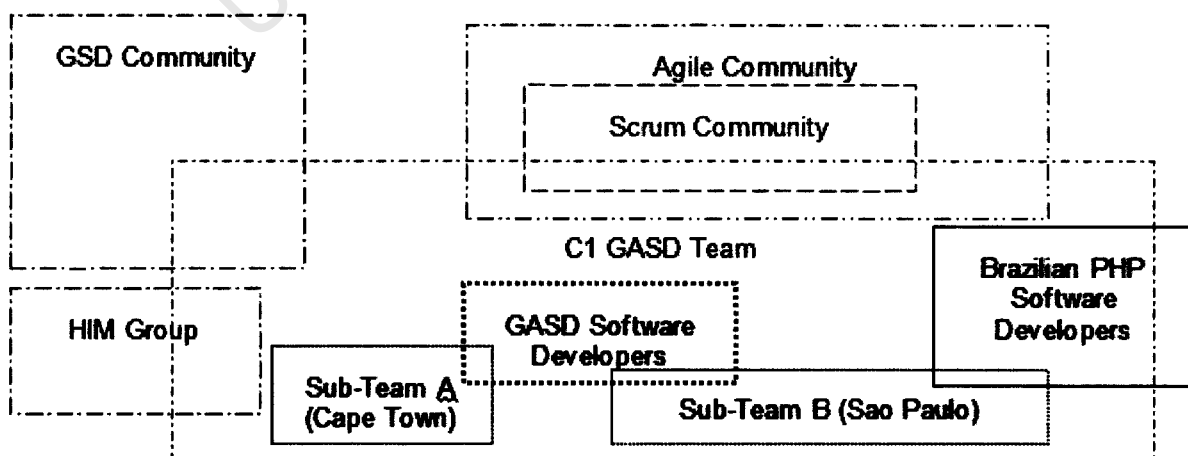 GSD Community
Agile Community
Scrum Community
C1 GASD Team
Brazilian PHP
Software
Developers
HIM Group
GASD Software
Developers
Sub-Team A
(Cape Town)
Sub-Team B (Sao Paulo)